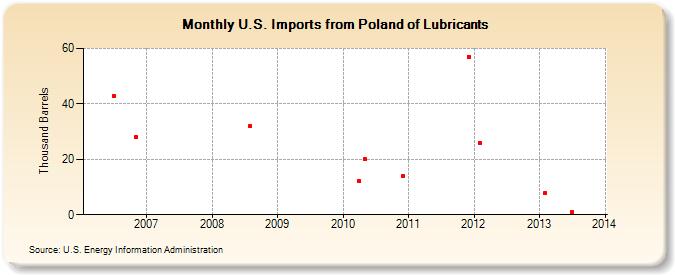 Monthly U.S. Imports from Poland of Lubricants
Thousand Barrels
60
40
20
0
2007 2008 2009 2010 2011 2012 2013 2014
Source: U.S. Energy Information Administration